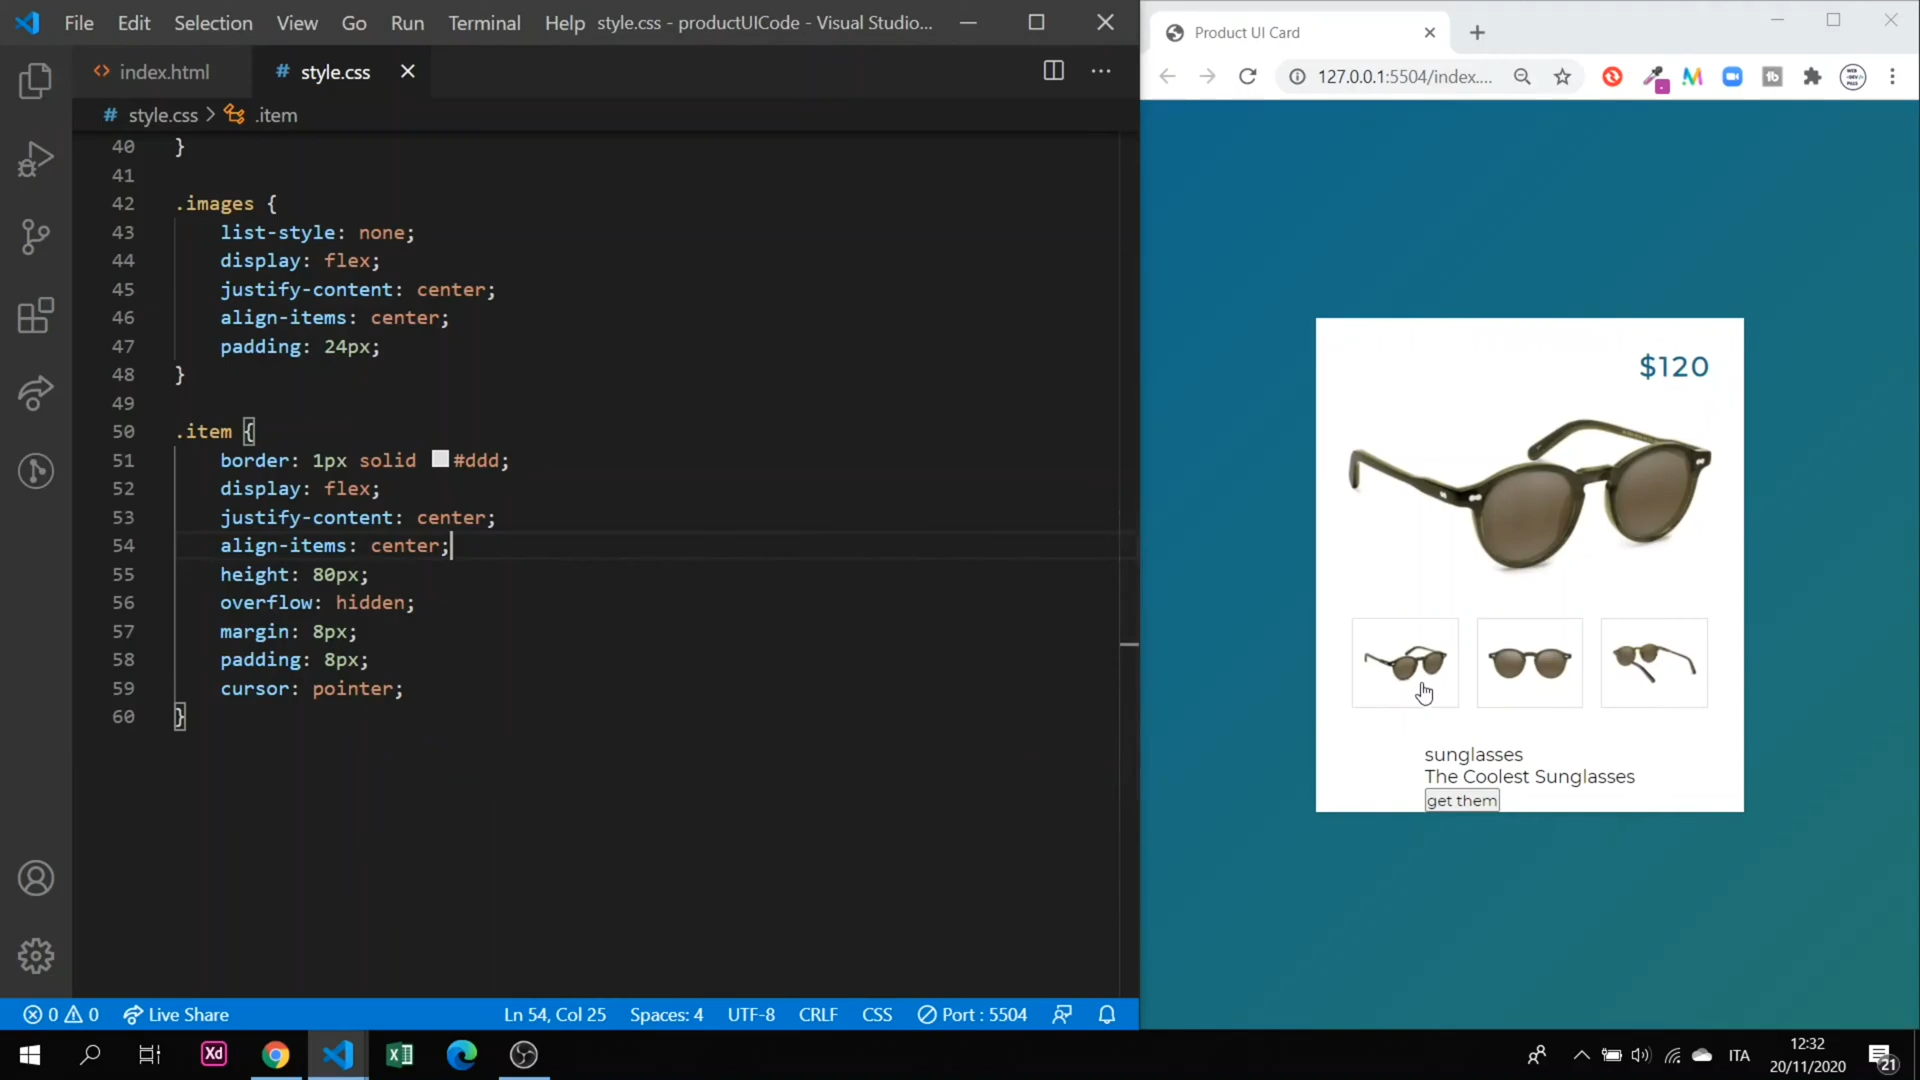 File Edit Selection View Go Run Terminal Help style.css - productUICode - Visual Studio...
index.html
# style.css
# style.css > .item
40 }
41
42 .images {
43 list-style: none;
44 display: flex;
45 justify-content: center;
46 align-items: center;
47 padding: 24px;
48 }
49
50 .item {
51 border: 1px solid #ddd;
52 display: flex;
53 justify-content: center;
54 align-items: center;
55 height: 80px;
56 overflow: hidden;
57 margin: 8px;
58 padding: 8px;
59 cursor: pointer;
60 }
0 0 Live Share Ln 54, Col 25 Spaces: 4 UTF-8 CRLF CSS Port : 5504
Product UI Card
127.0.0.1:5504/index....
$120
sunglasses
The Coolest Sunglasses
get them
Xd
ITA
12:32
20/11/2020
21